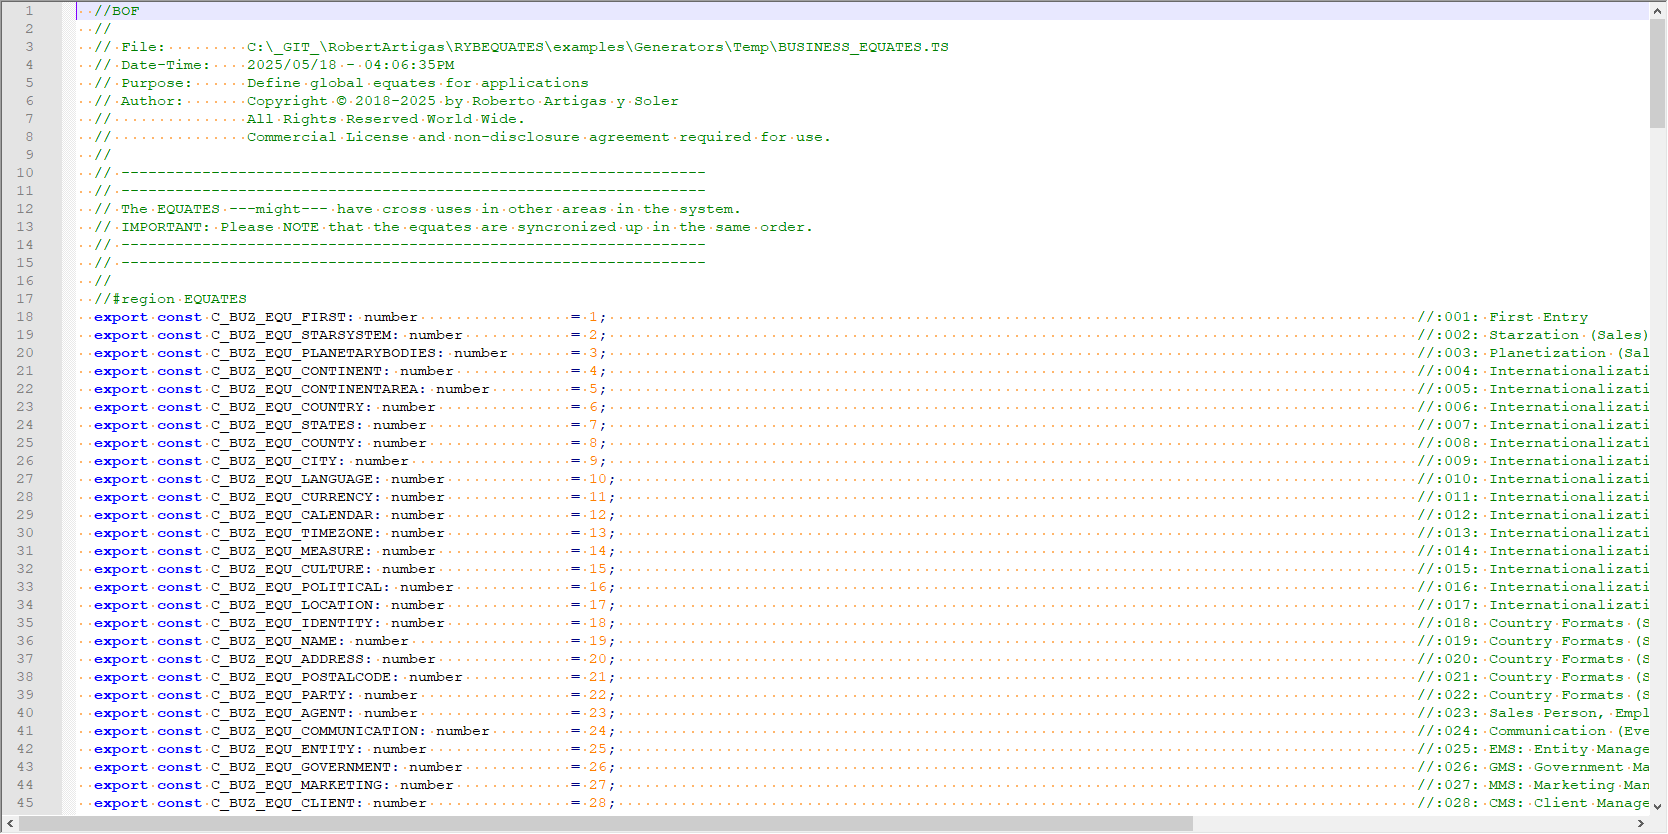 1 //BOF
2 //
3 // File: C:\_GIT_\RobertArtigas\RYBEQUATES\examples\Generators\Temp\BUSINESS_EQUATES.TS
4 // Date-Time: 2025/05/18 - 04:06:35PM
5 // Purpose: Define global equates for applications
6 // Author: Copyright © 2018-2025 by Roberto Artigas y Soler
7 // All Rights Reserved World Wide.
8 // Commercial License and non-disclosure agreement required for use.
9 //
10 // -----------------------------------------------------------------
11 // -----------------------------------------------------------------
12 // The EQUATES ---might--- have cross uses in other areas in the system.
13 // IMPORTANT: Please NOTE that the equates are syncronized up in the same order.
14 // -----------------------------------------------------------------
15 // -----------------------------------------------------------------
16 //
17 //#region EQUATES
18 export const C_BUZ_EQU_FIRST: number = 1; //:001: First Entry
19 export const C_BUZ_EQU_STARSYSTEM: number = 2; //:002: Starzation (Sales)
20 export const C_BUZ_EQU_PLANETARYBODIES: number = 3; //:003: Planetization (Sal
21 export const C_BUZ_EQU_CONTINENT: number = 4; //:004: Internationalizati
22 export const C_BUZ_EQU_CONTINENTAREA: number = 5; //:005: Internationalizati
23 export const C_BUZ_EQU_COUNTRY: number = 6; //:006: Internationalizati
24 export const C_BUZ_EQU_STATES: number = 7; //:007: Internationalizati
25 export const C_BUZ_EQU_COUNTY: number = 8; //:008: Internationalizati
26 export const C_BUZ_EQU_CITY: number = 9; //:009: Internationalizati
27 export const C_BUZ_EQU_LANGUAGE: number = 10; //:010: Internationalizati
28 export const C_BUZ_EQU_CURRENCY: number = 11; //:011: Internationalizati
29 export const C_BUZ_EQU_CALENDAR: number = 12; //:012: Internationalizati
30 export const C_BUZ_EQU_TIMEZONE: number = 13; //:013: Internationalizati
31 export const C_BUZ_EQU_MEASURE: number = 14; //:014: Internationalizati
32 export const C_BUZ_EQU_CULTURE: number = 15; //:015: Internationalizati
33 export const C_BUZ_EQU_POLITICAL: number = 16; //:016: Internationalizati
34 export const C_BUZ_EQU_LOCATION: number = 17; //:017: Internationalizati
35 export const C_BUZ_EQU_IDENTITY: number = 18; //:018: Country Formats (S
36 export const C_BUZ_EQU_NAME: number = 19; //:019: Country Formats (S
37 export const C_BUZ_EQU_ADDRESS: number = 20; //:020: Country Formats (S
38 export const C_BUZ_EQU_POSTALCODE: number = 21; //:021: Country Formats (S
39 export const C_BUZ_EQU_PARTY: number = 22; //:022: Country Formats (S
40 export const C_BUZ_EQU_AGENT: number = 23; //:023: Sales Person, Empl
41 export const C_BUZ_EQU_COMMUNICATION: number = 24; //:024: Communication (Eve
42 export const C_BUZ_EQU_ENTITY: number = 25; //:025: EMS: Entity Manage
43 export const C_BUZ_EQU_GOVERNMENT: number = 26; //:026: GMS: Government Ma
44 export const C_BUZ_EQU_MARKETING: number = 27; //:027: MMS: Marketing Man
45 export const C_BUZ_EQU_CLIENT: number = 28; //:028: CMS: Client Manage